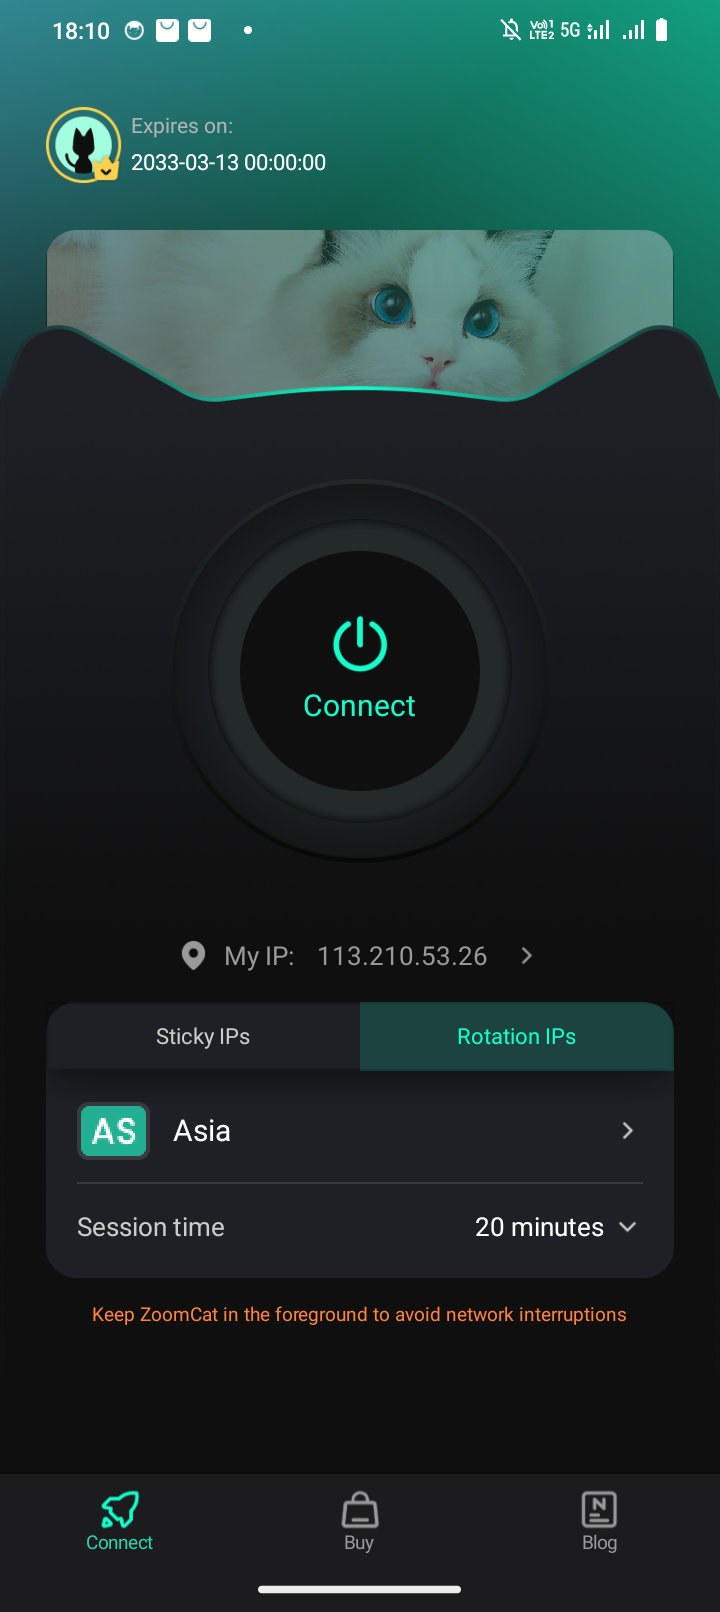 18:10
Vo))1
LTE2
5G
Expires on:
2033-03-13 00:00:00
Connect
My IP: 113.210.53.26
Sticky IPs
Rotation IPs
AS Asia
Session time 20 minutes
Keep ZoomCat in the foreground to avoid network interruptions
Connect
Buy
Blog